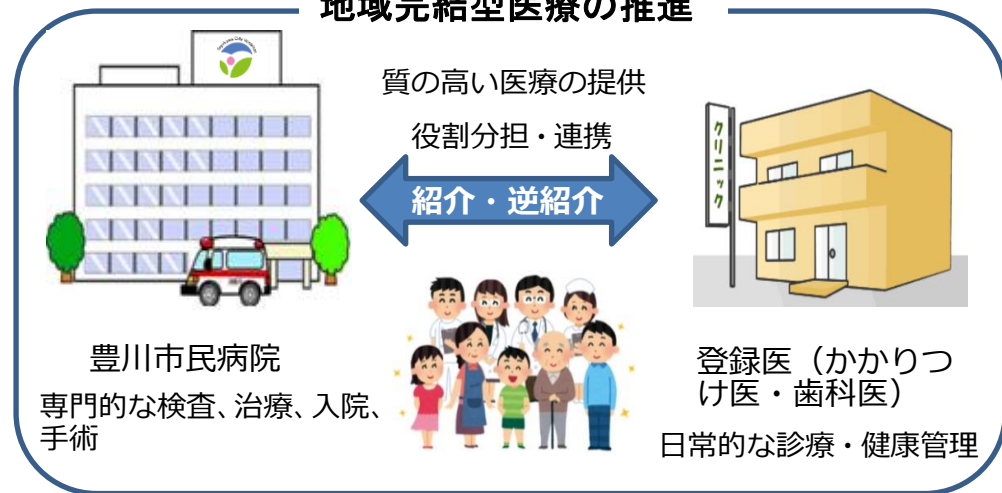 地域完結型医療の推進
質の高い医療の提供
役割分担・連携
紹介・逆紹介
クリニック
豊川市民病院
専門的な検査、治療、入院、
手術
登録医（かかりつ
け医・歯科医）
日常的な診療・健康管理